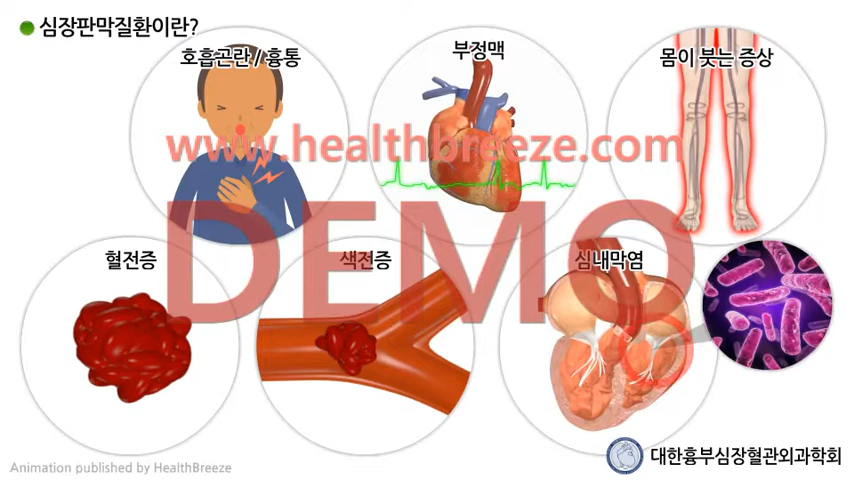 심장판막질환이란?
호흡곤란 / 흉통
부정맥
몸이 붓는 증상
www.healthbreeze.com
DEMO
혈전증
색전증
심내막염
Animation published by HealthBreeze
대한흉부심장혈관외과학회